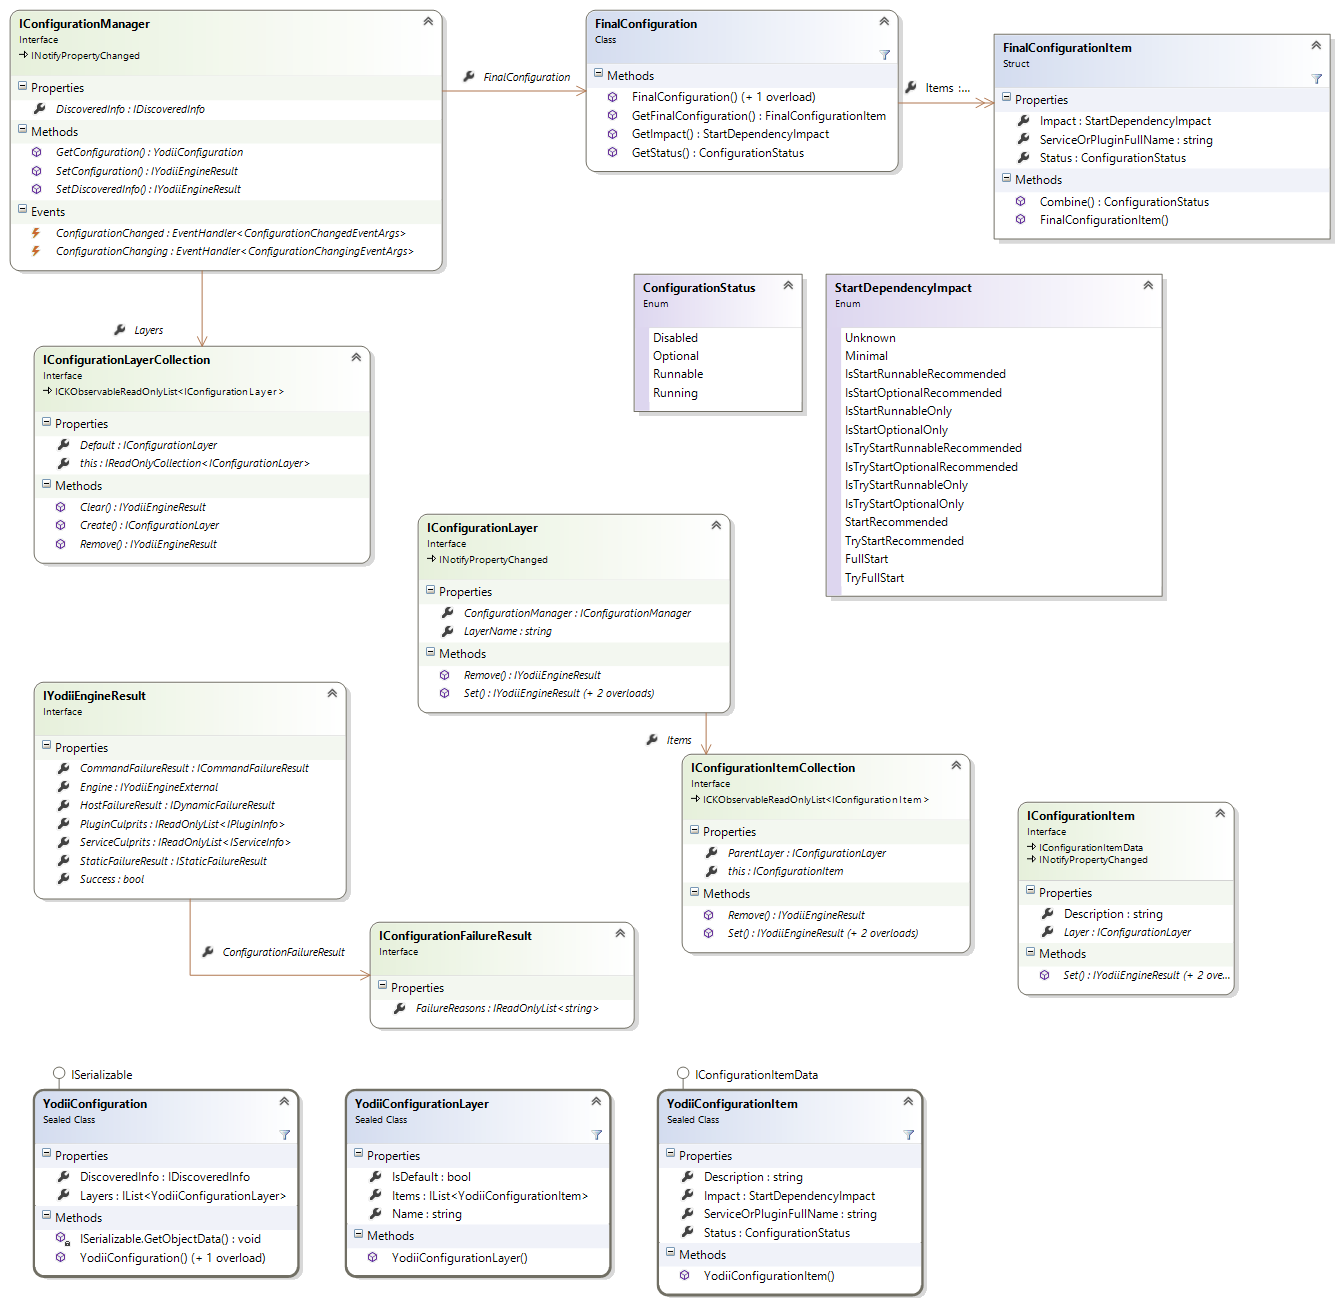 IConfigurationManager
Interface
INotifyPropertyChanged
Properties
DiscoveredInfo : IDiscoveredInfo
Methods
GetConfiguration() : YodiiConfiguration
SetConfiguration() : IYodiiEngineResult
SetDiscoveredInfo() : IYodiiEngineResult
Events
ConfigurationChanged : EventHandler<ConfigurationChangedEventArgs>
ConfigurationChanging : EventHandler<ConfigurationChangingEventArgs>
FinalConfiguration
FinalConfiguration
Class
Methods
FinalConfiguration() (+ 1 overload)
GetFinalConfiguration() : FinalConfigurationItem
GetImpact() : StartDependencyImpact
GetStatus() : ConfigurationStatus
Items :...
FinalConfigurationItem
Struct
Properties
Impact : StartDependencyImpact
ServiceOrPluginFullName : string
Status : ConfigurationStatus
Methods
Combine() : ConfigurationStatus
FinalConfigurationItem()
Layers
IConfigurationLayerCollection
Interface
ICKObservableReadOnlyList<IConfigurationLayer>
Properties
Default : IConfigurationLayer
this : IReadOnlyCollection<IConfigurationLayer>
Methods
Clear() : IYodiiEngineResult
Create() : IConfigurationLayer
Remove() : IYodiiEngineResult
ConfigurationStatus
Enum
Disabled
Optional
Runnable
Running
StartDependencyImpact
Enum
Unknown
Minimal
IsStartRunnableRecommended
IsStartOptionalRecommended
IsStartRunnableOnly
IsStartOptionalOnly
IsTryStartRunnableRecommended
IsTryStartOptionalRecommended
IsTryStartRunnableOnly
IsTryStartOptionalOnly
StartRecommended
TryStartRecommended
FullStart
TryFullStart
IConfigurationLayer
Interface
INotifyPropertyChanged
Properties
ConfigurationManager : IConfigurationManager
LayerName : string
Methods
Remove() : IYodiiEngineResult
Set() : IYodiiEngineResult (+ 2 overloads)
Items
IYodiiEngineResult
Interface
Properties
CommandFailureResult : ICommandFailureResult
Engine : IYodiiEngineExternal
HostFailureResult : IDynamicFailureResult
PluginCulprits : IReadOnlyList<IPluginInfo>
ServiceCulprits : IReadOnlyList<IServiceInfo>
StaticFailureResult : IStaticFailureResult
Success : bool
ConfigurationFailureResult
IConfigurationFailureResult
Interface
Properties
FailureReasons : IReadOnlyList<string>
IConfigurationItemCollection
Interface
ICKObservableReadOnlyList<IConfigurationItem>
Properties
ParentLayer : IConfigurationLayer
this : IConfigurationItem
Methods
Remove() : IYodiiEngineResult
Set() : IYodiiEngineResult (+ 2 overloads)
IConfigurationItem
Interface
IConfigurationItemData
INotifyPropertyChanged
Properties
Description : string
Layer : IConfigurationLayer
Methods
Set() : IYodiiEngineResult (+ 2 ove...
ISerializable
YodiiConfiguration
Sealed Class
Properties
DiscoveredInfo : IDiscoveredInfo
Layers : IList<YodiiConfigurationLayer>
Methods
ISerializable.GetObjectData() : void
YodiiConfiguration() (+ 1 overload)
YodiiConfigurationLayer
Sealed Class
Properties
IsDefault : bool
Items : IList<YodiiConfigurationItem>
Name : string
Methods
YodiiConfigurationLayer()
IConfigurationItemData
YodiiConfigurationItem
Sealed Class
Properties
Description : string
Impact : StartDependencyImpact
ServiceOrPluginFullName : string
Status : ConfigurationStatus
Methods
YodiiConfigurationItem()